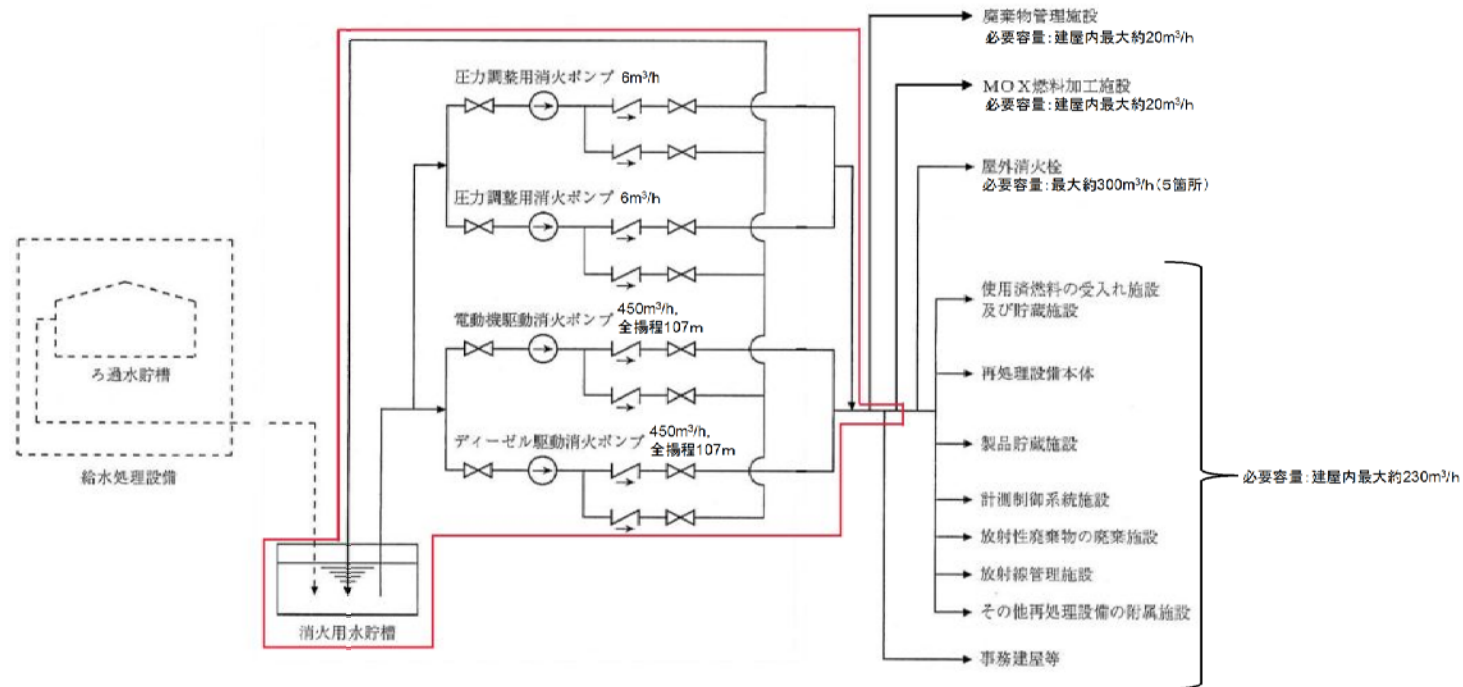 廃棄物管理施設
必要容量:建屋内最大約20m³/h
MOX燃料加工施設
必要容量:建屋内最大約20m³/h
屋外消火栓
必要容量:最大約300m³/h(5箇所)
圧力調整用消火ポンプ 6m³/h
圧力調整用消火ポンプ 6m³/h
電動機駆動消火ポンプ 450m³/h,
全揚程107m
ディーゼル駆動消火ポンプ 450m³/h,
全揚程107m
ろ過水貯槽
給水処理設備
消火用水貯槽
使用済燃料の受入れ施設
及び貯蔵施設
再処理設備本体
製品貯蔵施設
計測制御系統施設
放射性廃棄物の廃棄施設
放射線管理施設
その他再処理設備の附属施設
事務建屋等
必要容量:建屋内最大約230m³/h